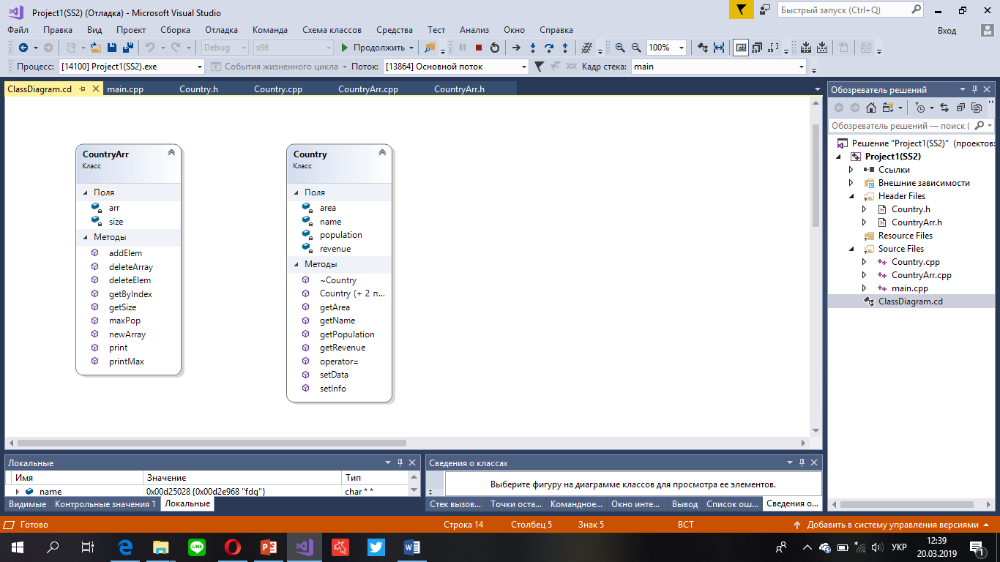 Project1(SS2) (Отладка) - Microsoft Visual Studio
Быстрый запуск (Ctrl+Q)
Файл Правка Вид Проект Сборка Отладка Команда Схема классов Средства Тест Анализ Окно Справка Вход
Debug x86 Продолжить 100%
Процесс: [14100] Project1(SS2).exe События жизненного цикла Поток: [13864] Основной поток Кадр стека: main
ClassDiagram.cd main.cpp Country.h Country.cpp CountryArr.cpp CountryArr.h
CountryArr
Класс
Поля
arr
size
Методы
addElem
deleteArray
deleteElem
getByIndex
getSize
maxPop
newArray
print
printMax
Country
Класс
Поля
area
name
population
revenue
Методы
~Country
Country (+ 2 п...
getArea
getName
getPopulation
getRevenue
operator=
setData
setInfo
Обозреватель решений
Обозреватель решений — поиск (
Решение "Project1(SS2)" (проектов:
Project1(SS2)
Ссылки
Внешние зависимости
Header Files
Country.h
CountryArr.h
Resource Files
Source Files
Country.cpp
CountryArr.cpp
main.cpp
ClassDiagram.cd
Локальные
Имя Значение Тип
name 0x00d25028 {0x00d2e968 "fdg"} char * *
Видимые Контрольные значения 1 Локальные
Сведения о классах
Выберите фигуру на диаграмме классов для просмотра ее элементов.
Стек вызов... Точки оста... Командное... Окно инте... Вывод Список ош... Сведения о...
Готово Строка 14 Столбец 5 Знак 5 ВСТ Добавить в систему управления версиями
LINE
УКР
12:39
20.03.2019
1